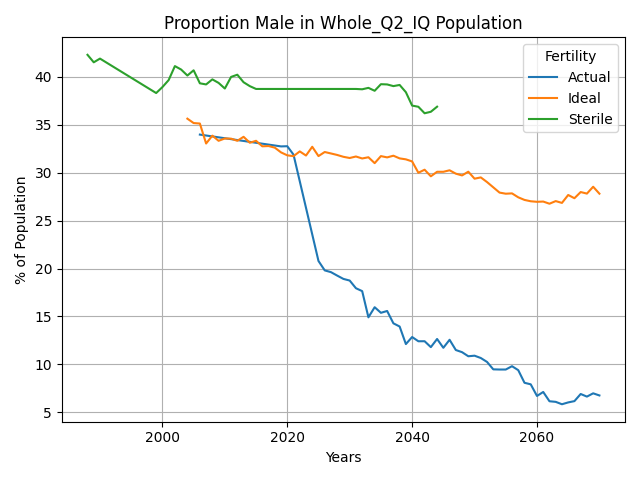 Proportion Male in Whole_Q2_IQ Population
Fertility
Actual
Ideal
Sterile
% of Population
40
35
30
25
20
15
10
5
2000
2020
2040
2060
Years